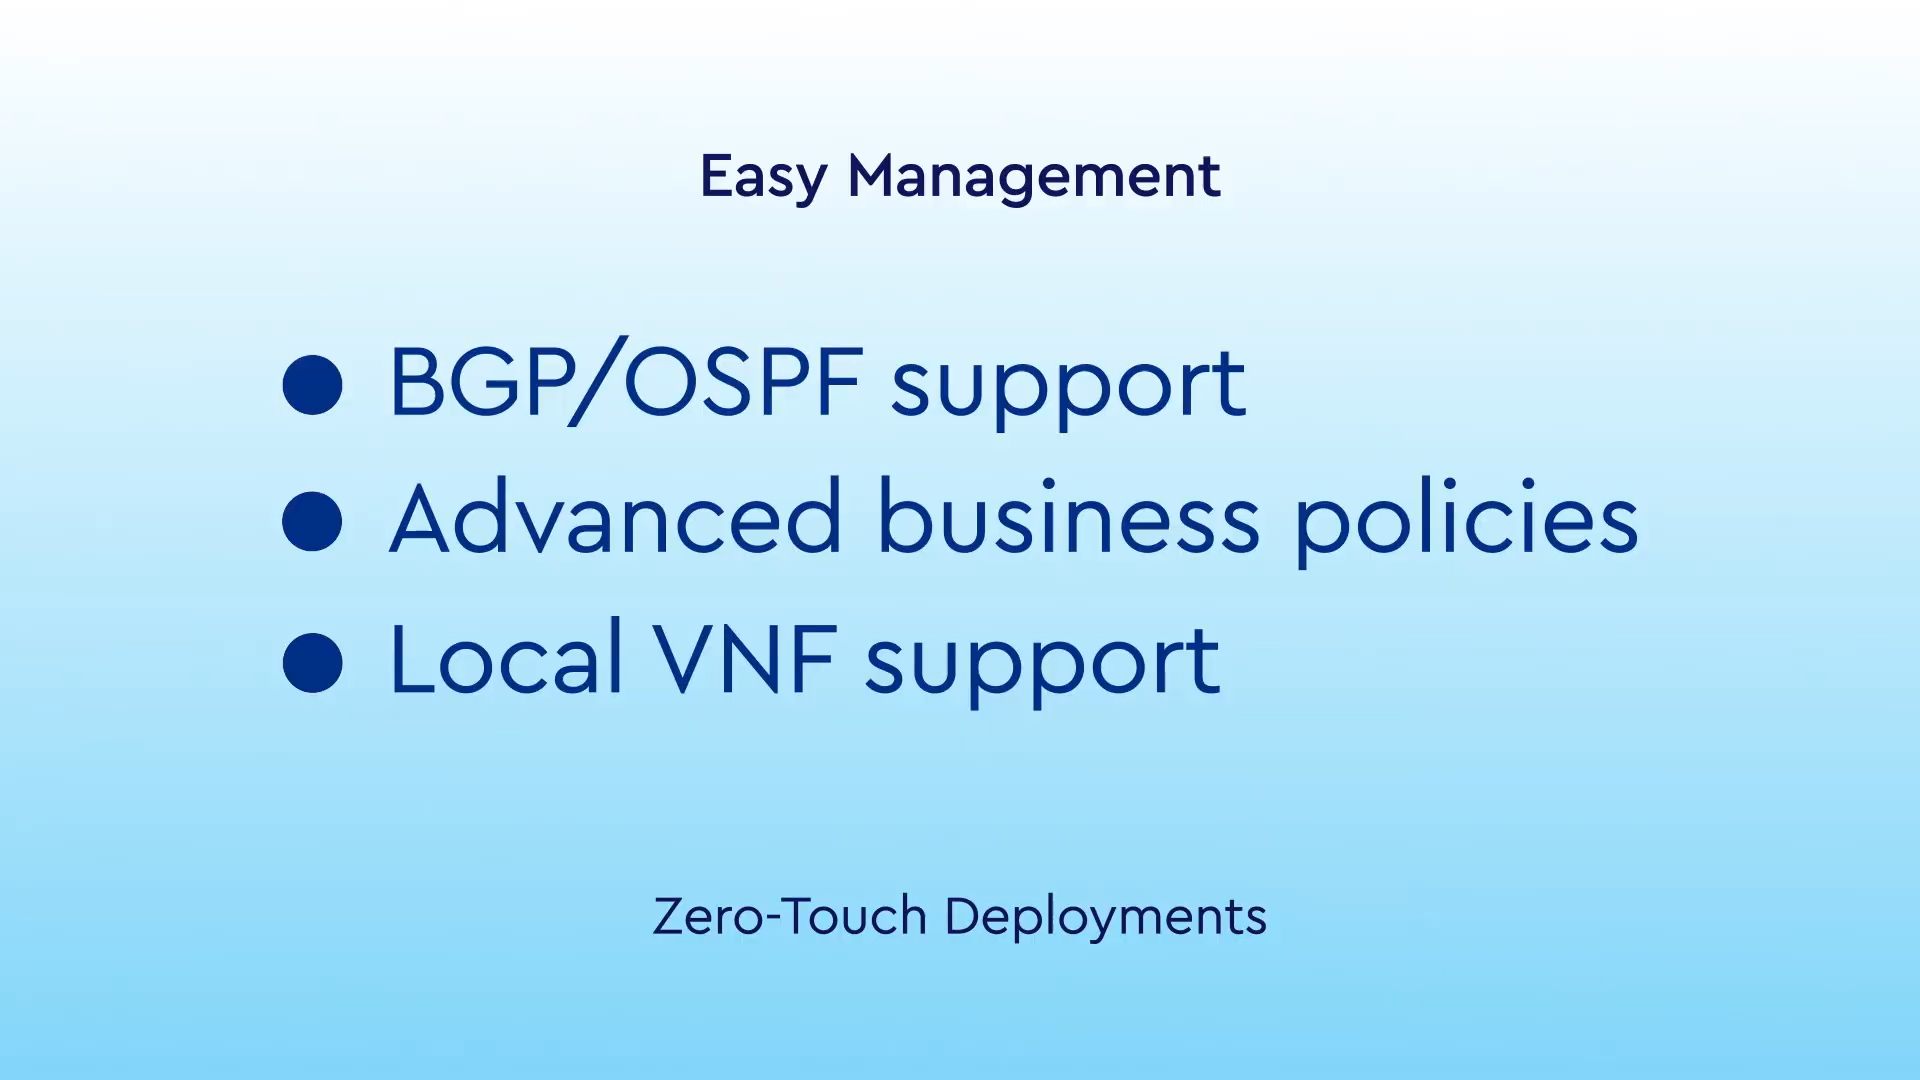 Easy Management
● BGP/OSPF support
● Advanced business policies
● Local VNF support
Zero-Touch Deployments